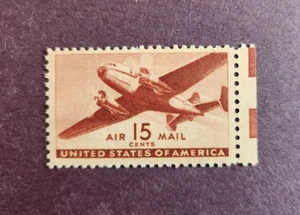 AIR 15 MAIL
CENTS
UNITED STATES OF AMERICA